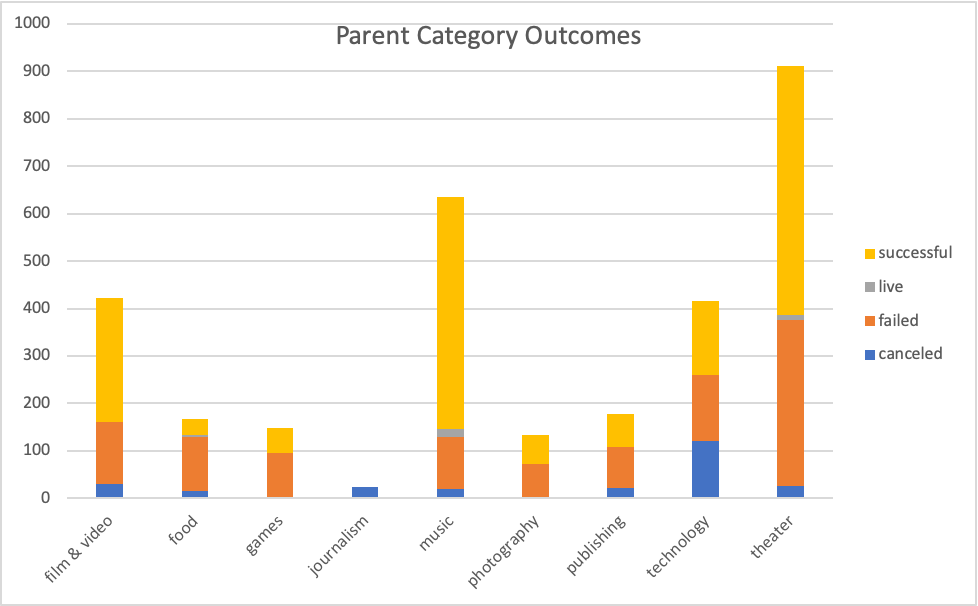 Parent Category Outcomes
1000
900
800
700
600
500
400
300
200
100
0
film & video
food
games
journalism
music
photography
publishing
technology
theater
successful
live
failed
canceled